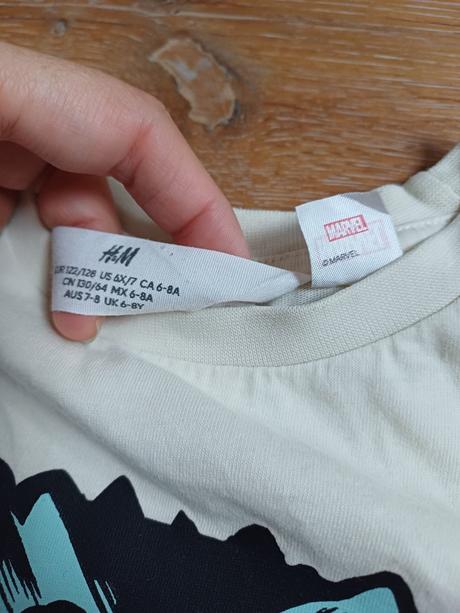 H&M
EUR 122/128 US 6X/7 CA 6-8A
CN 130/64 MX 6-8A
AUS 7-8 UK 6-8Y
MARVEL
© MARVEL